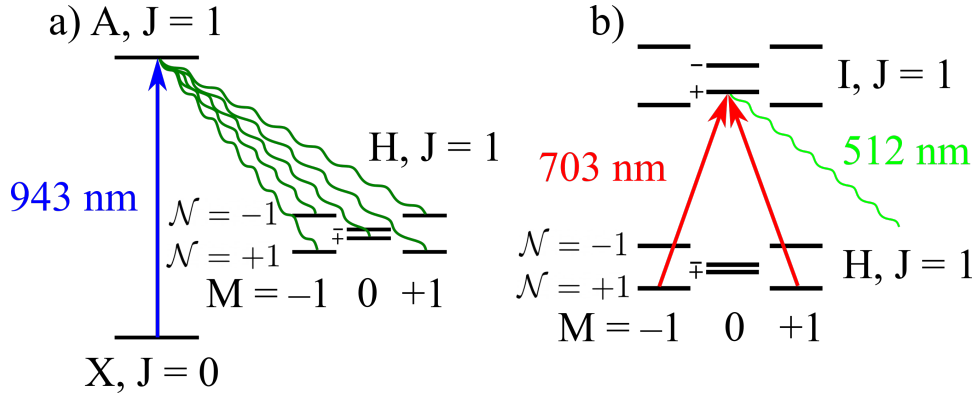 a) A, J = 1
H, J = 1
943 nm
𝒩 = −1
−
+
𝒩 = +1
M = −1 0 +1
X, J = 0
b)
−
+
I, J = 1
703 nm
512 nm
𝒩 = −1
−
+
𝒩 = +1
H, J = 1
M = −1 0 +1